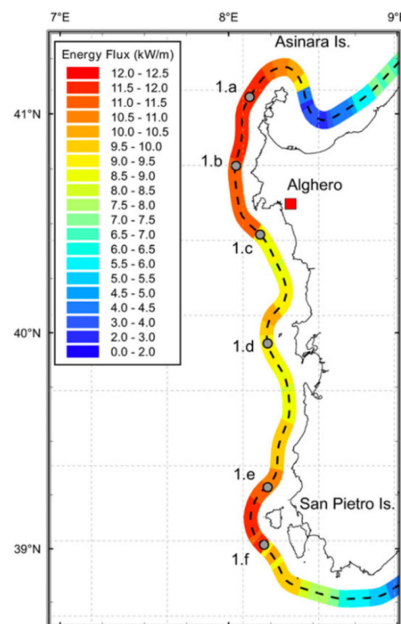 7°E 8°E 9°
Asinara Is.
Energy Flux (kW/m)
12.0 - 12.5
11.5 - 12.0
11.0 - 11.5
10.5 - 11.0
10.0 - 10.5
9.5 - 10.0
9.0 - 9.5
8.5 - 9.0
8.0 - 8.5
7.5 - 8.0
7.0 - 7.5
6.5 - 7.0
6.0 - 6.5
5.5 - 6.0
5.0 - 5.5
4.5 - 5.0
4.0 - 4.5
3.0 - 4.0
2.0 - 3.0
0.0 - 2.0
1.a
41°N
1.b
Alghero
1.c
40°N
1.d
1.e
San Pietro Is.
1.f
39°N